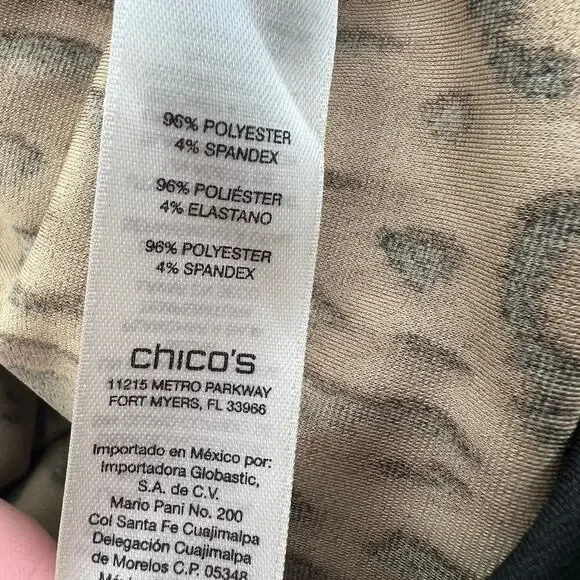 96% POLYESTER
4% SPANDEX
96% POLIÉSTER
4% ELASTANO
96% POLYESTER
4% SPANDEX
chico's
11215 METRO PARKWAY
FORT MYERS, FL 33966
Importado en México por:
Importadora Globastic,
S.A. de C.V.
Mario Pani No. 200
Col Santa Fe Cuajimalpa
Delegación Cuajimalpa
de Morelos C.P. 05348